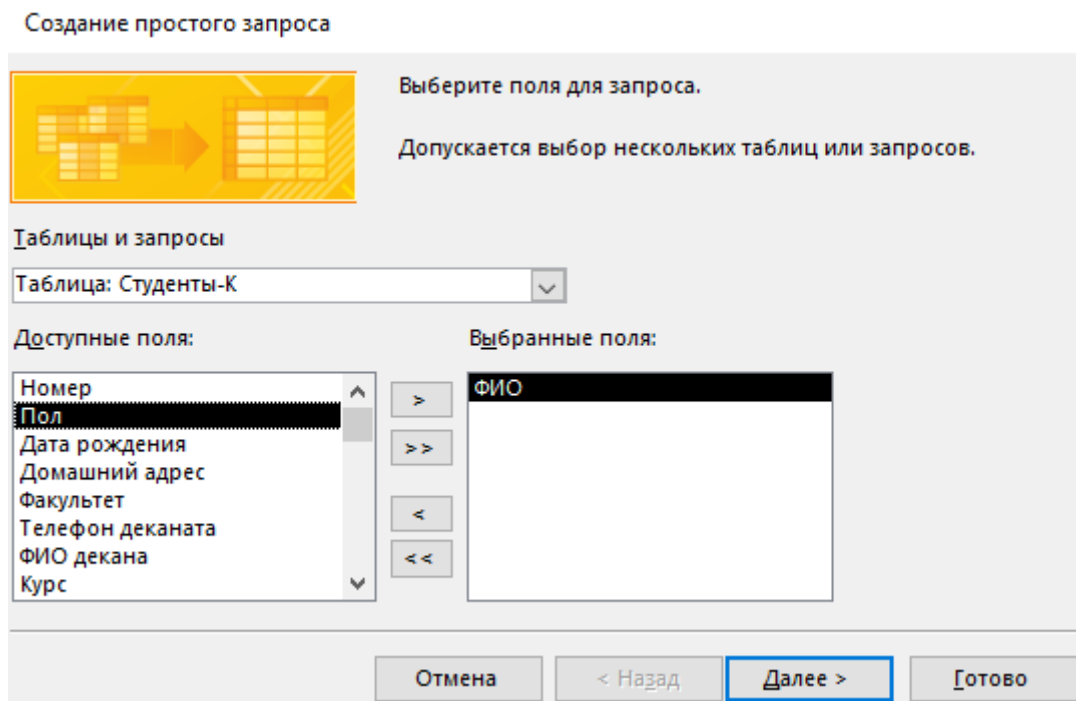 Создание простого запроса
Выберите поля для запроса.
Допускается выбор нескольких таблиц или запросов.
Таблицы и запросы
Таблица: Студенты-К
Доступные поля:
Номер
Пол
Дата рождения
Домашний адрес
Факультет
Телефон деканата
ФИО декана
Курс
>
>>
<
<<
Выбранные поля:
ФИО
Отмена
< Назад
Далее >
Готово